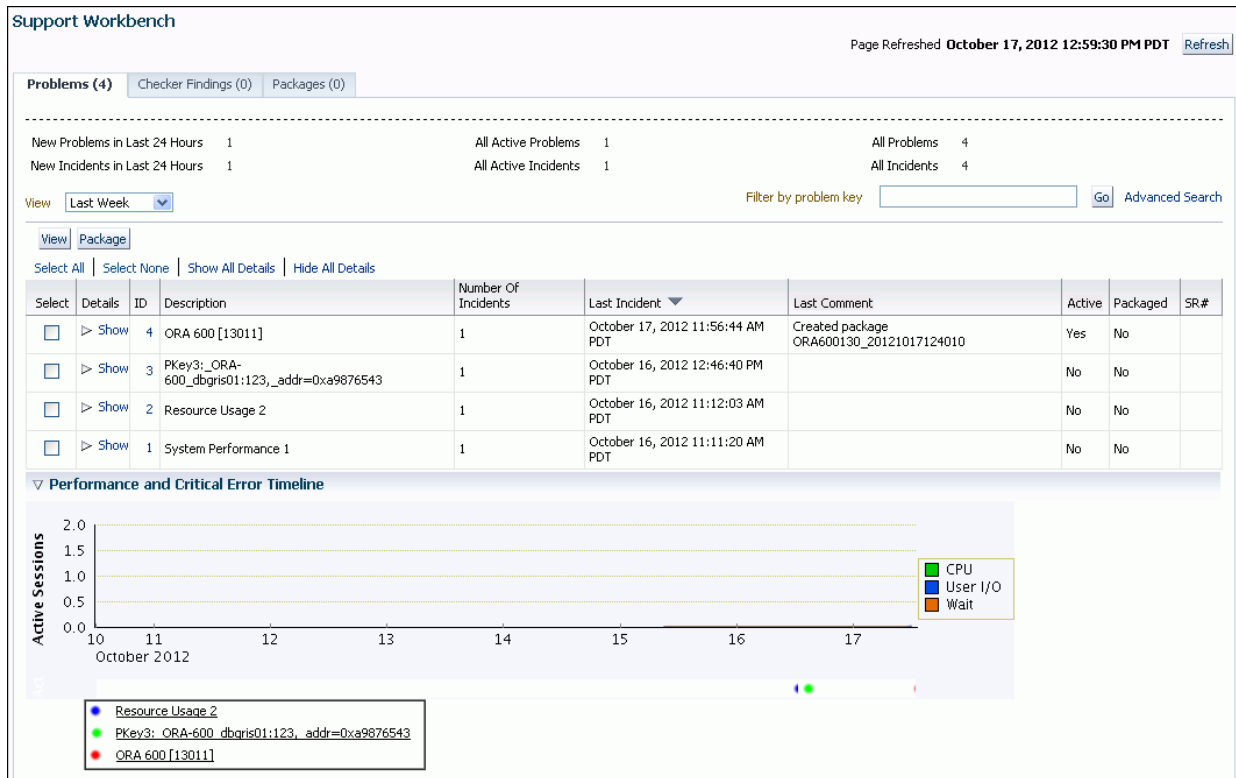 Support Workbench
Page Refreshed October 17, 2012 12:59:30 PM PDT Refresh
Problems (4) Checker Findings (0) Packages (0)
New Problems in Last 24 Hours 1 All Active Problems 1 All Problems 4
New Incidents in Last 24 Hours 1 All Active Incidents 1 All Incidents 4
View Last Week Filter by problem key Go Advanced Search
View Package
Select All | Select None | Show All Details | Hide All Details
Select Details ID Description Number Of Incidents Last Incident Last Comment Active Packaged SR#
Show 4 ORA 600 [13011] 1 October 17, 2012 11:56:44 AM PDT Created package ORA600130_20121017124010 Yes No
Show 3 PKey3:_ORA-600_dbgris01:123,_addr=0xa9876543 1 October 16, 2012 12:46:40 PM PDT No No
Show 2 Resource Usage 2 1 October 16, 2012 11:12:03 AM PDT No No
Show 1 System Performance 1 1 October 16, 2012 11:11:20 AM PDT No No
Performance and Critical Error Timeline
Active Sessions
2.0
1.5
1.0
0.5
0.0
10 11 12 13 14 15 16 17
October 2012
CPU
User I/O
Wait
Resource Usage 2
PKey3:_ORA-600_dbgris01:123,_addr=0xa9876543
ORA 600 [13011]